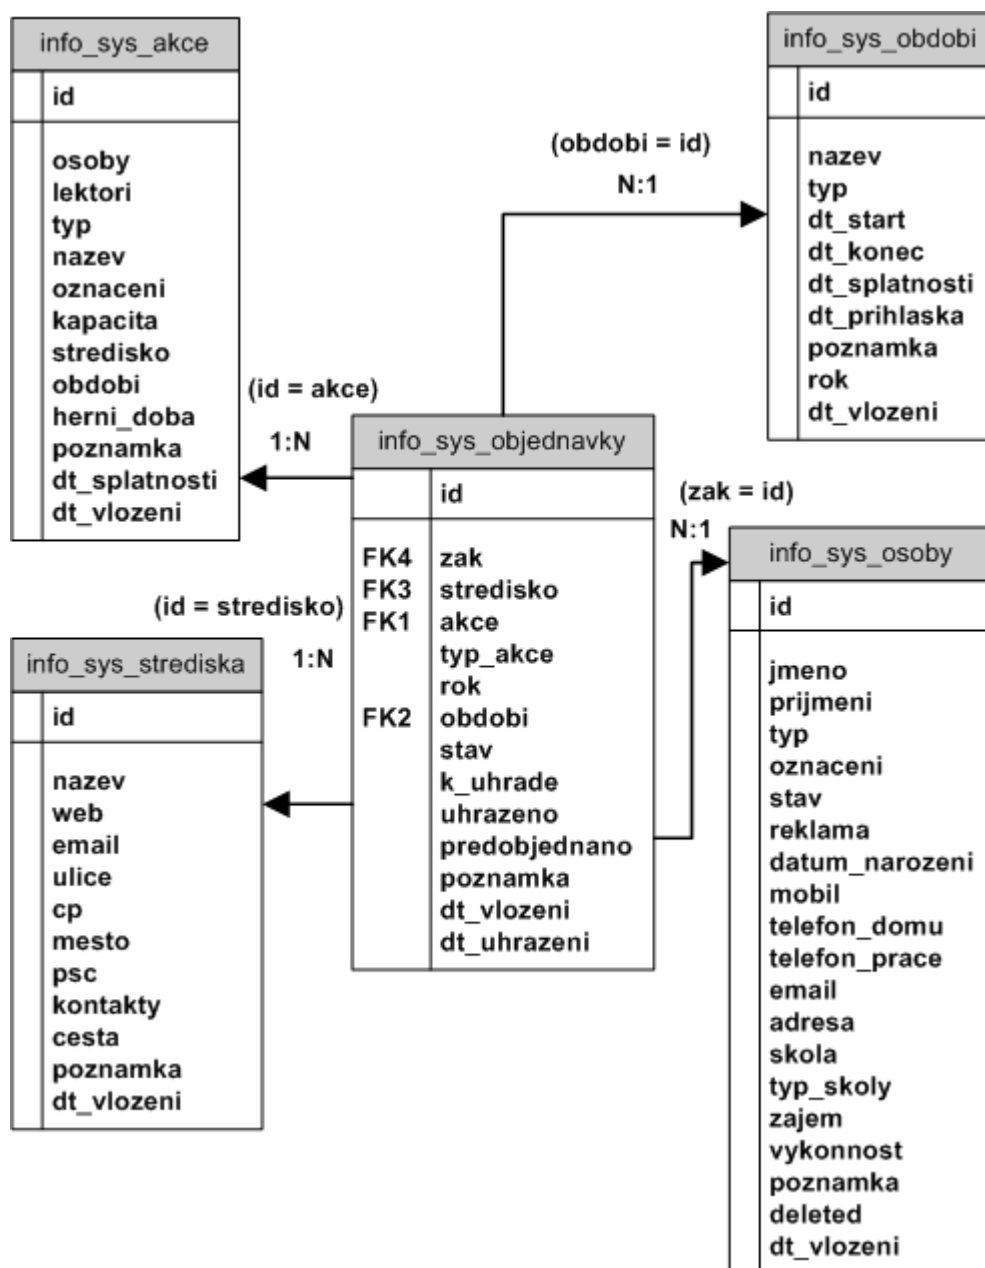 info_sys_akce
id
osoby
lektori
typ
nazev
oznaceni
kapacita
stredisko
obdobi
herni_doba
poznamka
dt_splatnosti
dt_vlozeni
info_sys_obdobi
id
nazev
typ
dt_start
dt_konec
dt_splatnosti
dt_prihlaska
poznamka
rok
dt_vlozeni
(obdobi = id)
N:1
(id = akce)
1:N
info_sys_objednavky
id
FK4 zak
FK3 stredisko
FK1 akce
typ_akce
rok
FK2 obdobi
stav
k_uhrade
uhrazeno
predobjednano
poznamka
dt_vlozeni
dt_uhrazeni
(zak = id)
N:1
(id = stredisko)
1:N
info_sys_strediska
id
nazev
web
email
ulice
cp
mesto
psc
kontakty
cesta
poznamka
dt_vlozeni
info_sys_osoby
id
jmeno
prijmeni
typ
oznaceni
stav
reklama
datum_narozeni
mobil
telefon_domu
telefon_prace
email
adresa
skola
typ_skoly
zajem
vykonnost
poznamka
deleted
dt_vlozeni